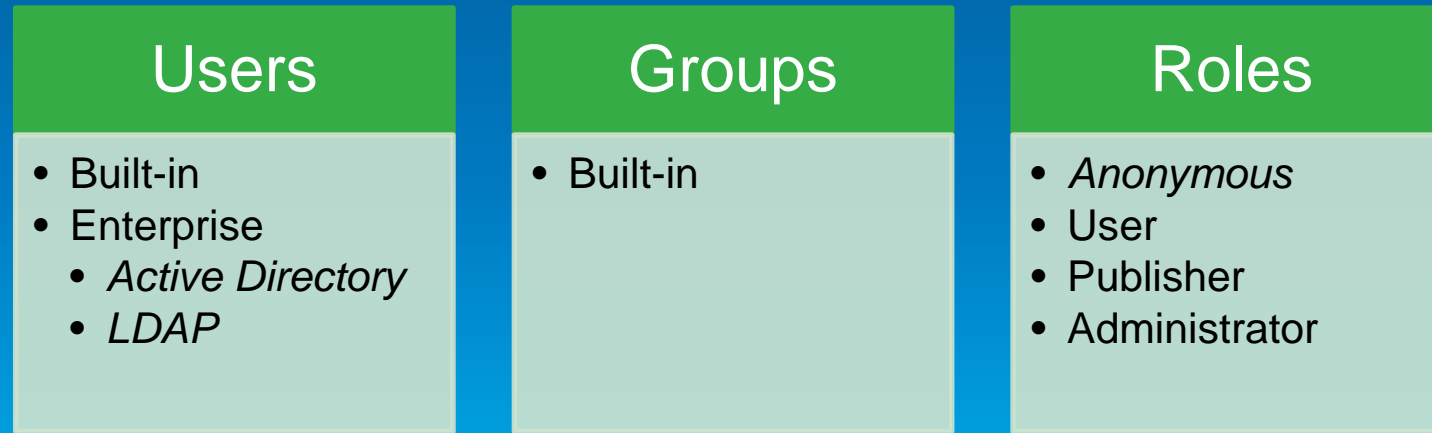 Users
• Built-in
• Enterprise
• Active Directory
• LDAP
Groups
• Built-in
Roles
• Anonymous
• User
• Publisher
• Administrator